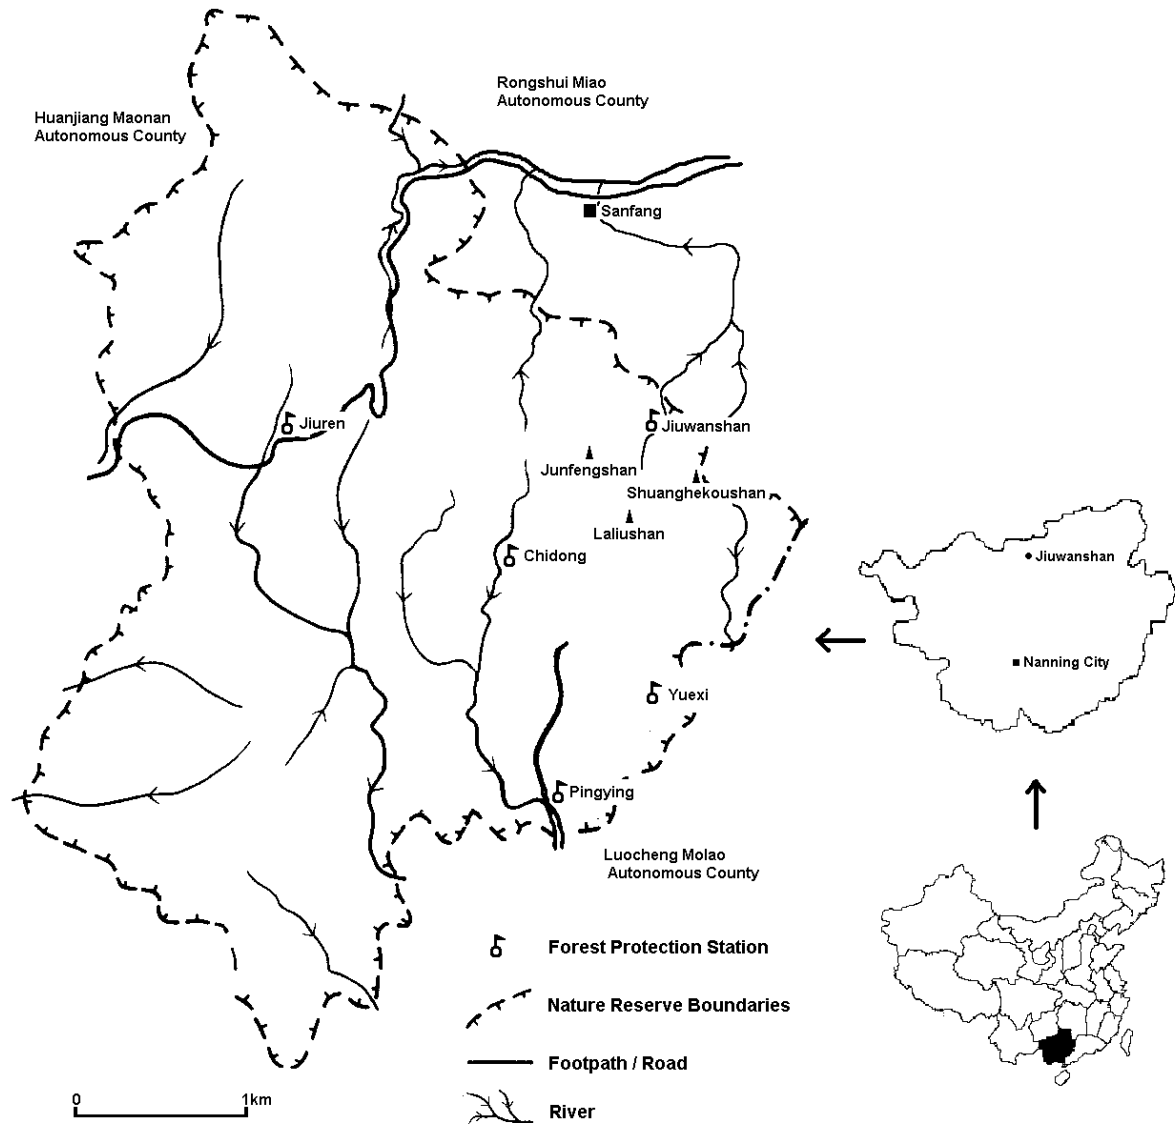 Rongshui Miao
Autonomous County
Huanjiang Maonan
Autonomous County
Sanfang
Jiuren
Jiuwanshan
Junfengshan
Shuanghekoushan
Laliushan
Chidong
Jiuwanshan
Nanning City
Yuexi
Pingying
Luocheng Molao
Autonomous County
Forest Protection Station
Nature Reserve Boundaries
Footpath / Road
River
0 1km